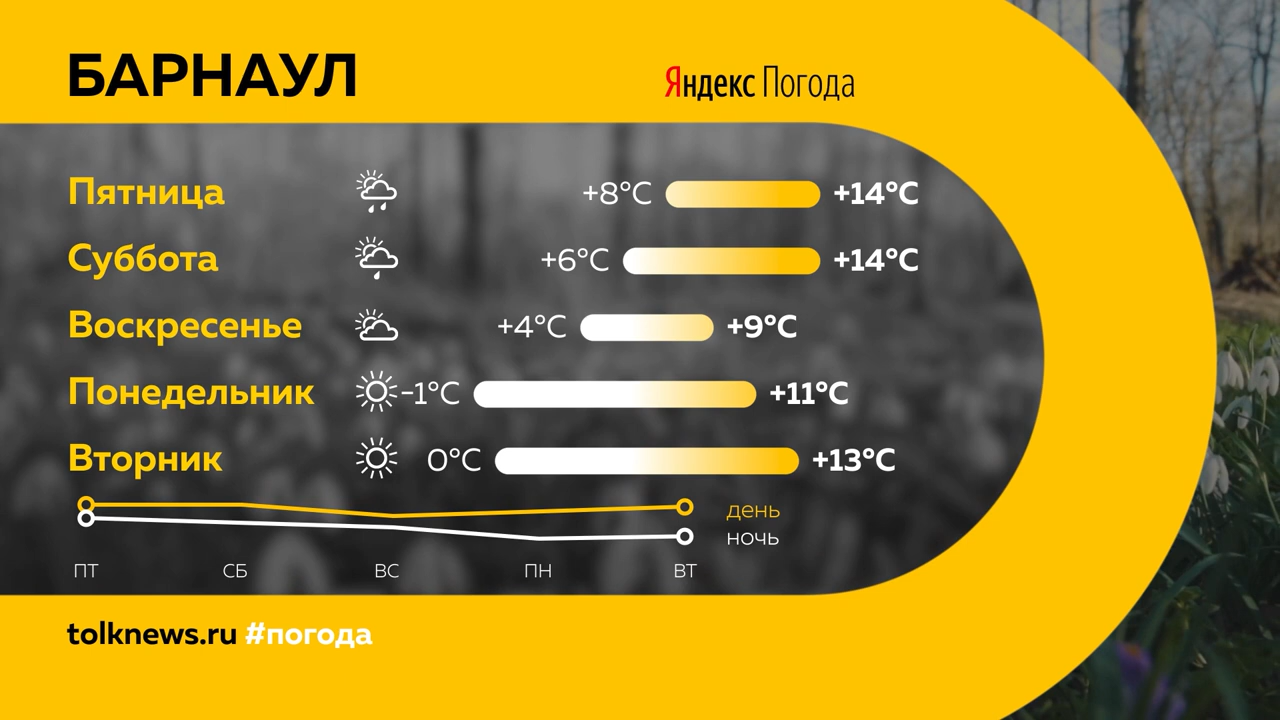 БАРНАУЛ
Яндекс Погода
Пятница +8°C +14°C
Суббота +6°C +14°C
Воскресенье +4°C +9°C
Понедельник -1°C +11°C
Вторник 0°C +13°C
день
ночь
ПТ СБ ВС ПН ВТ
tolknews.ru #погода